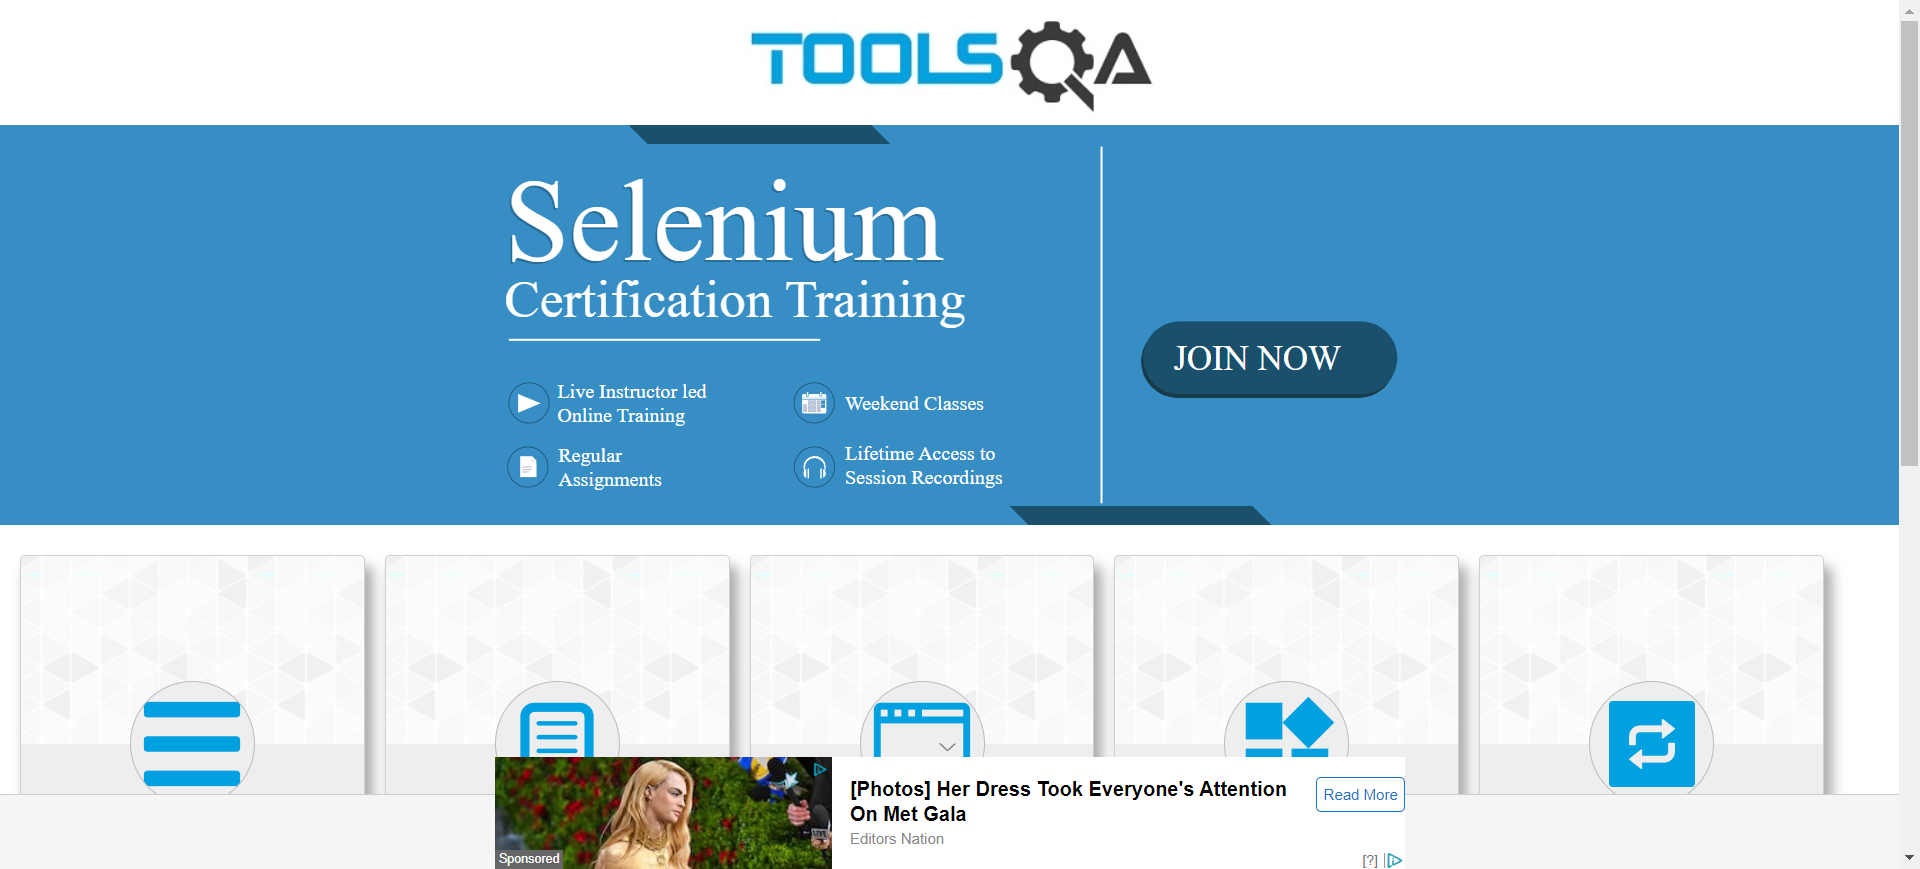 TOOLSQA
Selenium
Certification Training
JOIN NOW
Live Instructor led
Online Training
Weekend Classes
Regular
Assignments
Lifetime Access to
Session Recordings
[Photos] Her Dress Took Everyone's Attention
On Met Gala
Editors Nation
Read More
Sponsored
LIVE
[?]